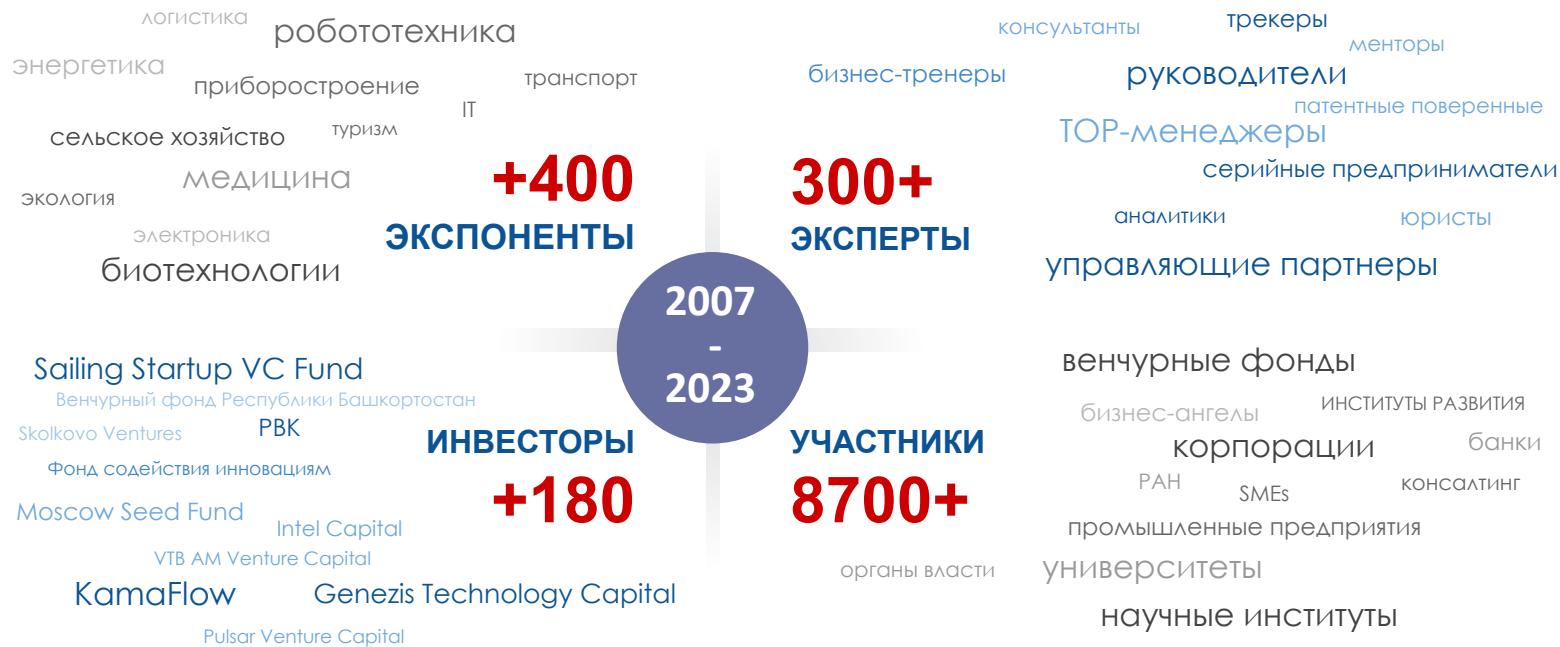 логистика
робототехника
энергетика
приборостроение
транспорт
IT
сельское хозяйство
туризм
медицина
экология
электроника
биотехнологии
+400
ЭКСПОНЕНТЫ
консультанты
трекеры
менторы
бизнес-тренеры
руководители
патентные поверенные
TOP-менеджеры
серийные предприниматели
аналитики
юристы
управляющие партнеры
300+
ЭКСПЕРТЫ
2007
-
2023
Sailing Startup VC Fund
Венчурный фонд Республики Башкортостан
Skolkovo Ventures
РВК
Фонд содействия инновациям
Moscow Seed Fund
Intel Capital
VTB AM Venture Capital
KamaFlow
Genezis Technology Capital
Pulsar Venture Capital
ИНВЕСТОРЫ
+180
УЧАСТНИКИ
8700+
венчурные фонды
бизнес-ангелы
ИНСТИТУТЫ РАЗВИТИЯ
корпорации
банки
РАН
SMEs
консалтинг
промышленные предприятия
органы власти
университеты
научные институты